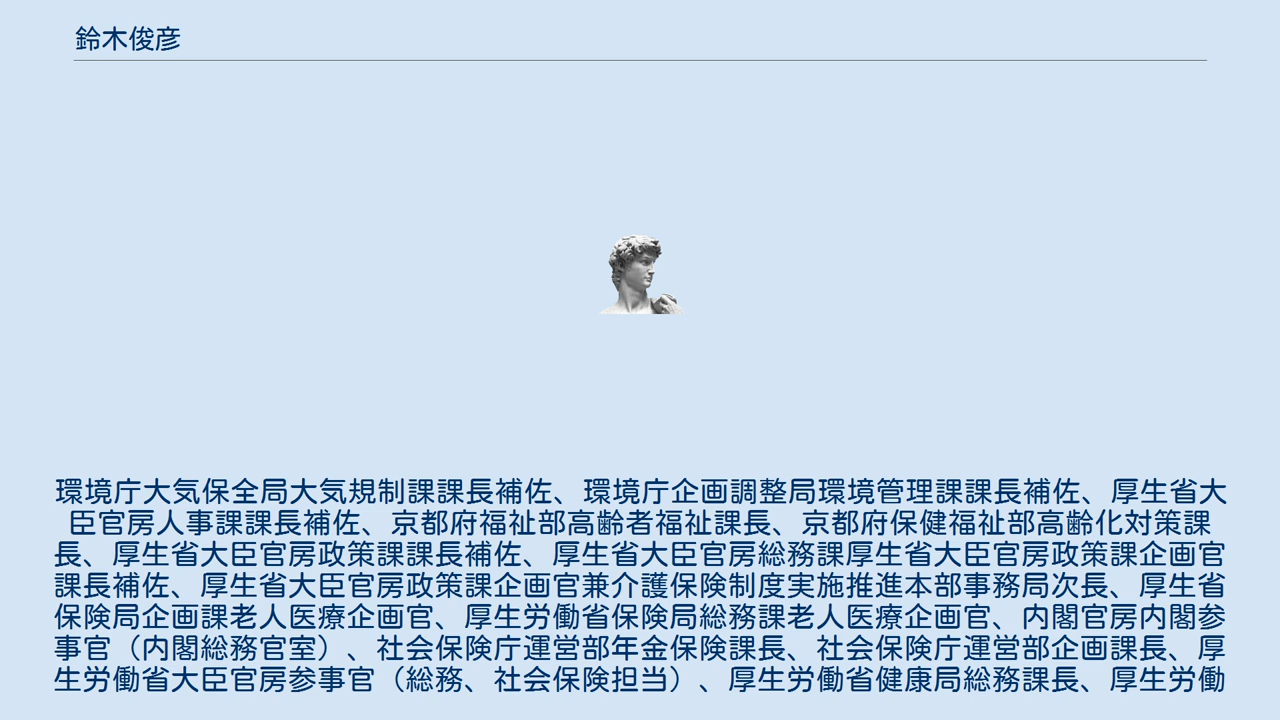 鈴木俊彦
環境庁大気保全局大気規制課課長補佐、環境庁企画調整局環境管理課課長補佐、厚生省大
臣官房人事課課長補佐、京都府福祉部高齢者福祉課長、京都府保健福祉部高齢化対策課
長、厚生省大臣官房政策課課長補佐、厚生省大臣官房総務課厚生省大臣官房政策課企画官
課長補佐、厚生省大臣官房政策課企画官兼介護保険制度実施推進本部事務局次長、厚生省
保険局企画課老人医療企画官、厚生労働省保険局総務課老人医療企画官、内閣官房内閣参
事官（内閣総務官室）、社会保険庁運営部年金保険課長、社会保険庁運営部企画課長、厚
生労働省大臣官房参事官（総務、社会保険担当）、厚生労働省健康局総務課長、厚生労働